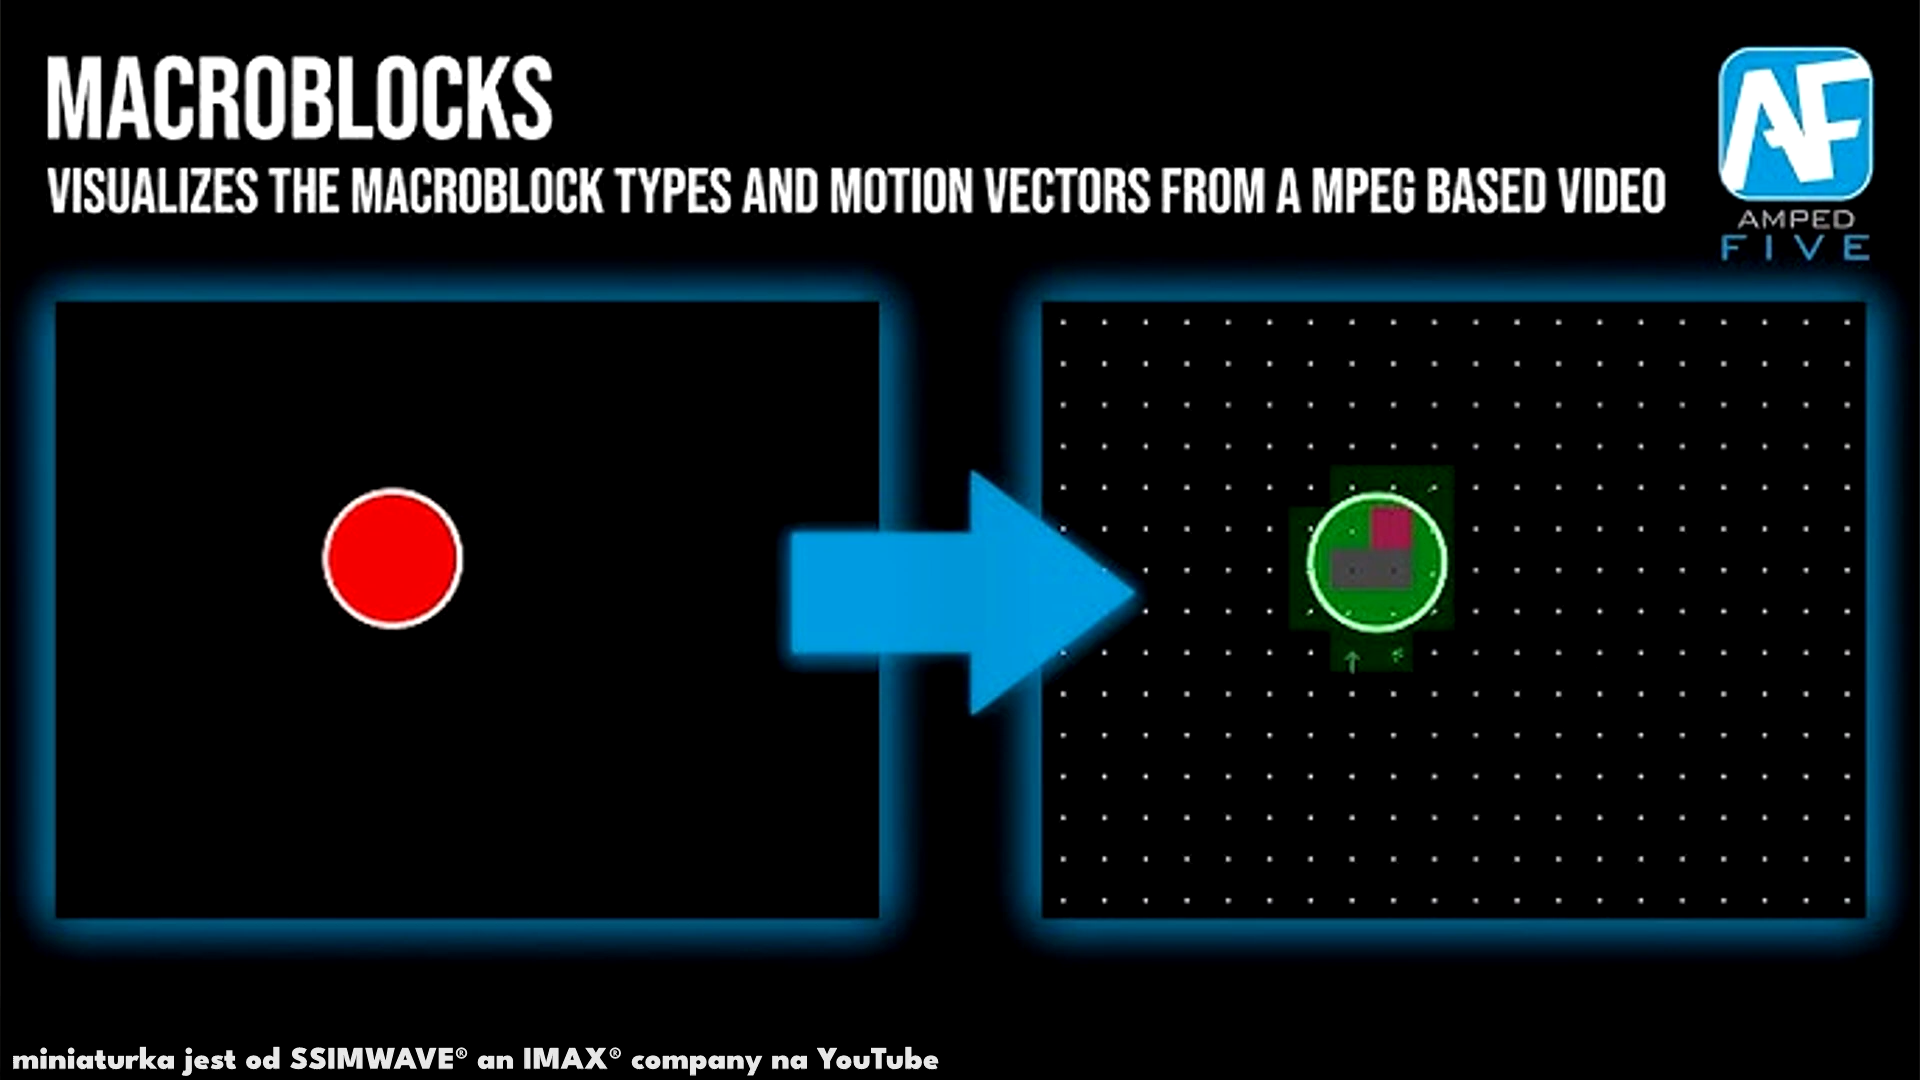 MACROBLOCKS
VISUALIZES THE MACROBLOCK TYPES AND MOTION VECTORS FROM A MPEG BASED VIDEO
AF
AMPED
FIVE
miniaturka jest od SSIMWAVE® an IMAX® company na YouTube